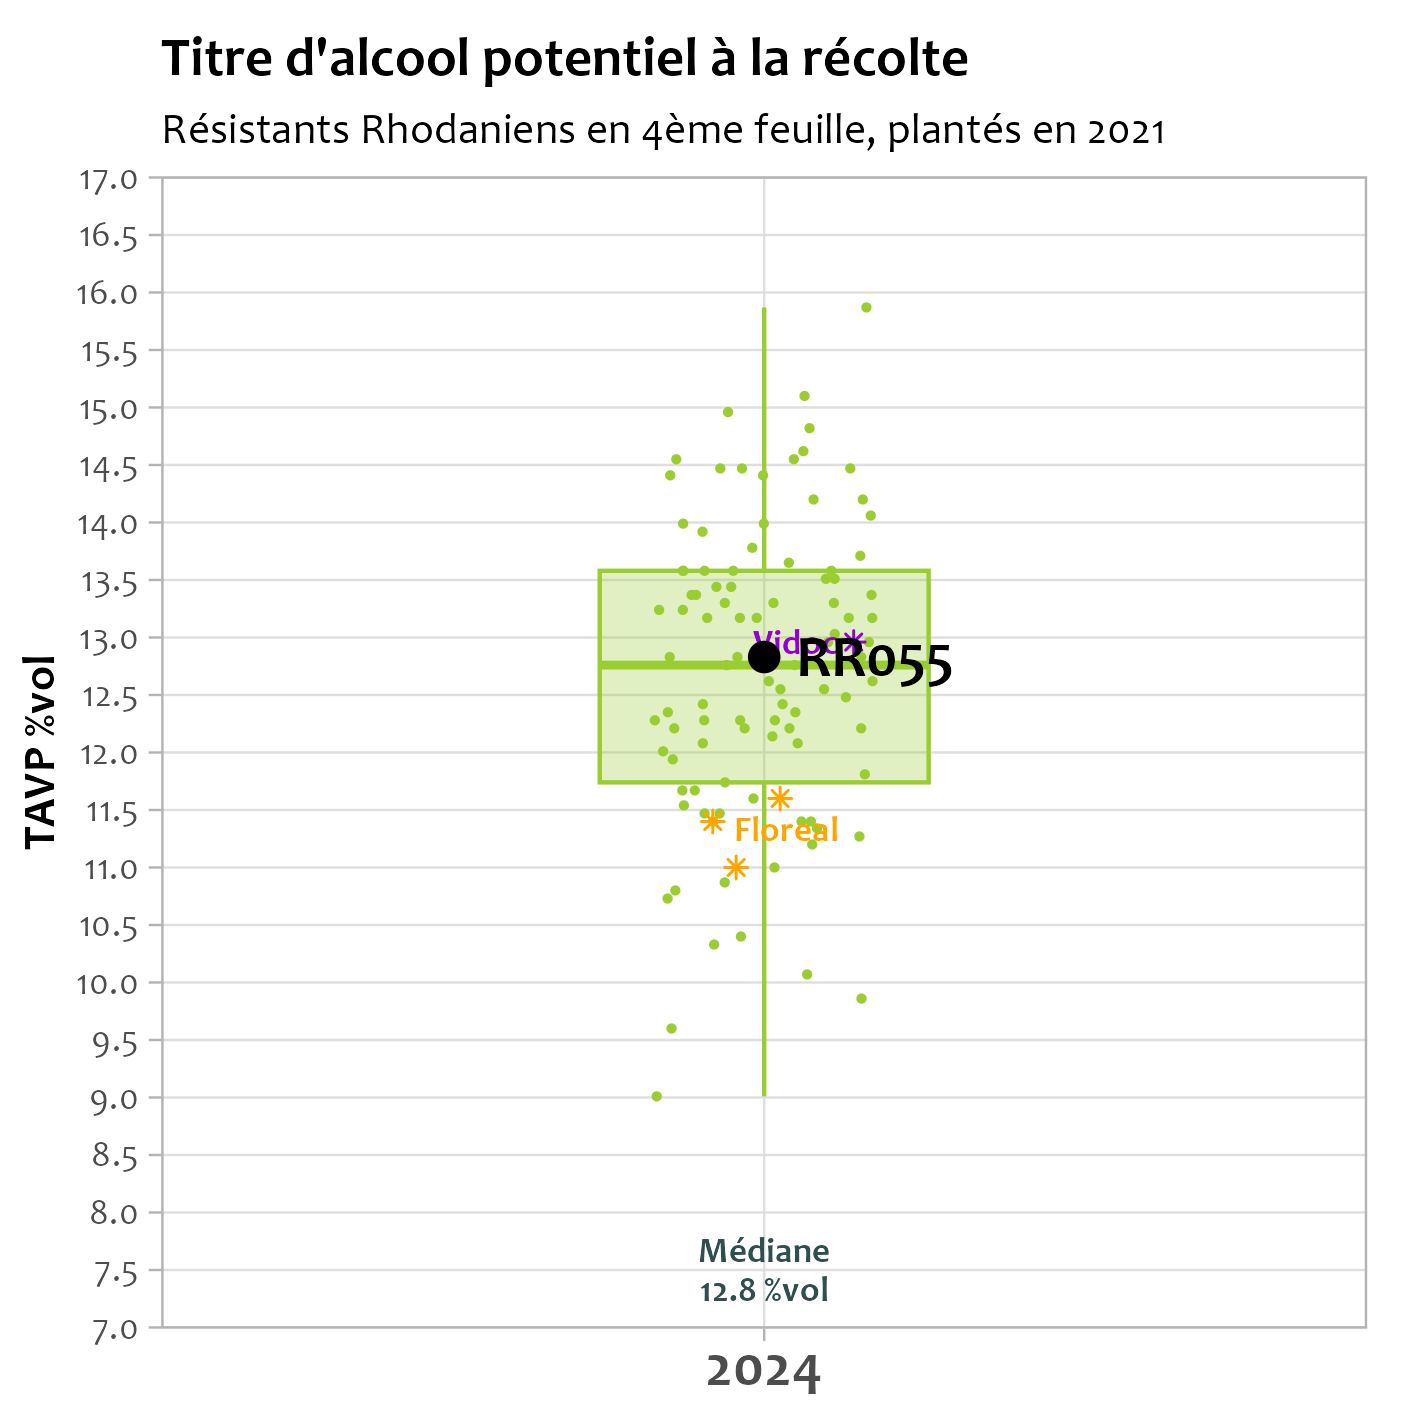 Titre d'alcool potentiel à la récolte
Résistants Rhodaniens en 4ème feuille, plantés en 2021
TAVP %vol
17.0
16.5
16.0
15.5
15.0
14.5
14.0
13.5
13.0
12.5
12.0
11.5
11.0
10.5
10.0
9.5
9.0
8.5
8.0
7.5
7.0
Vidoc
RR055
Floreal
Médiane
12.8 %vol
2024